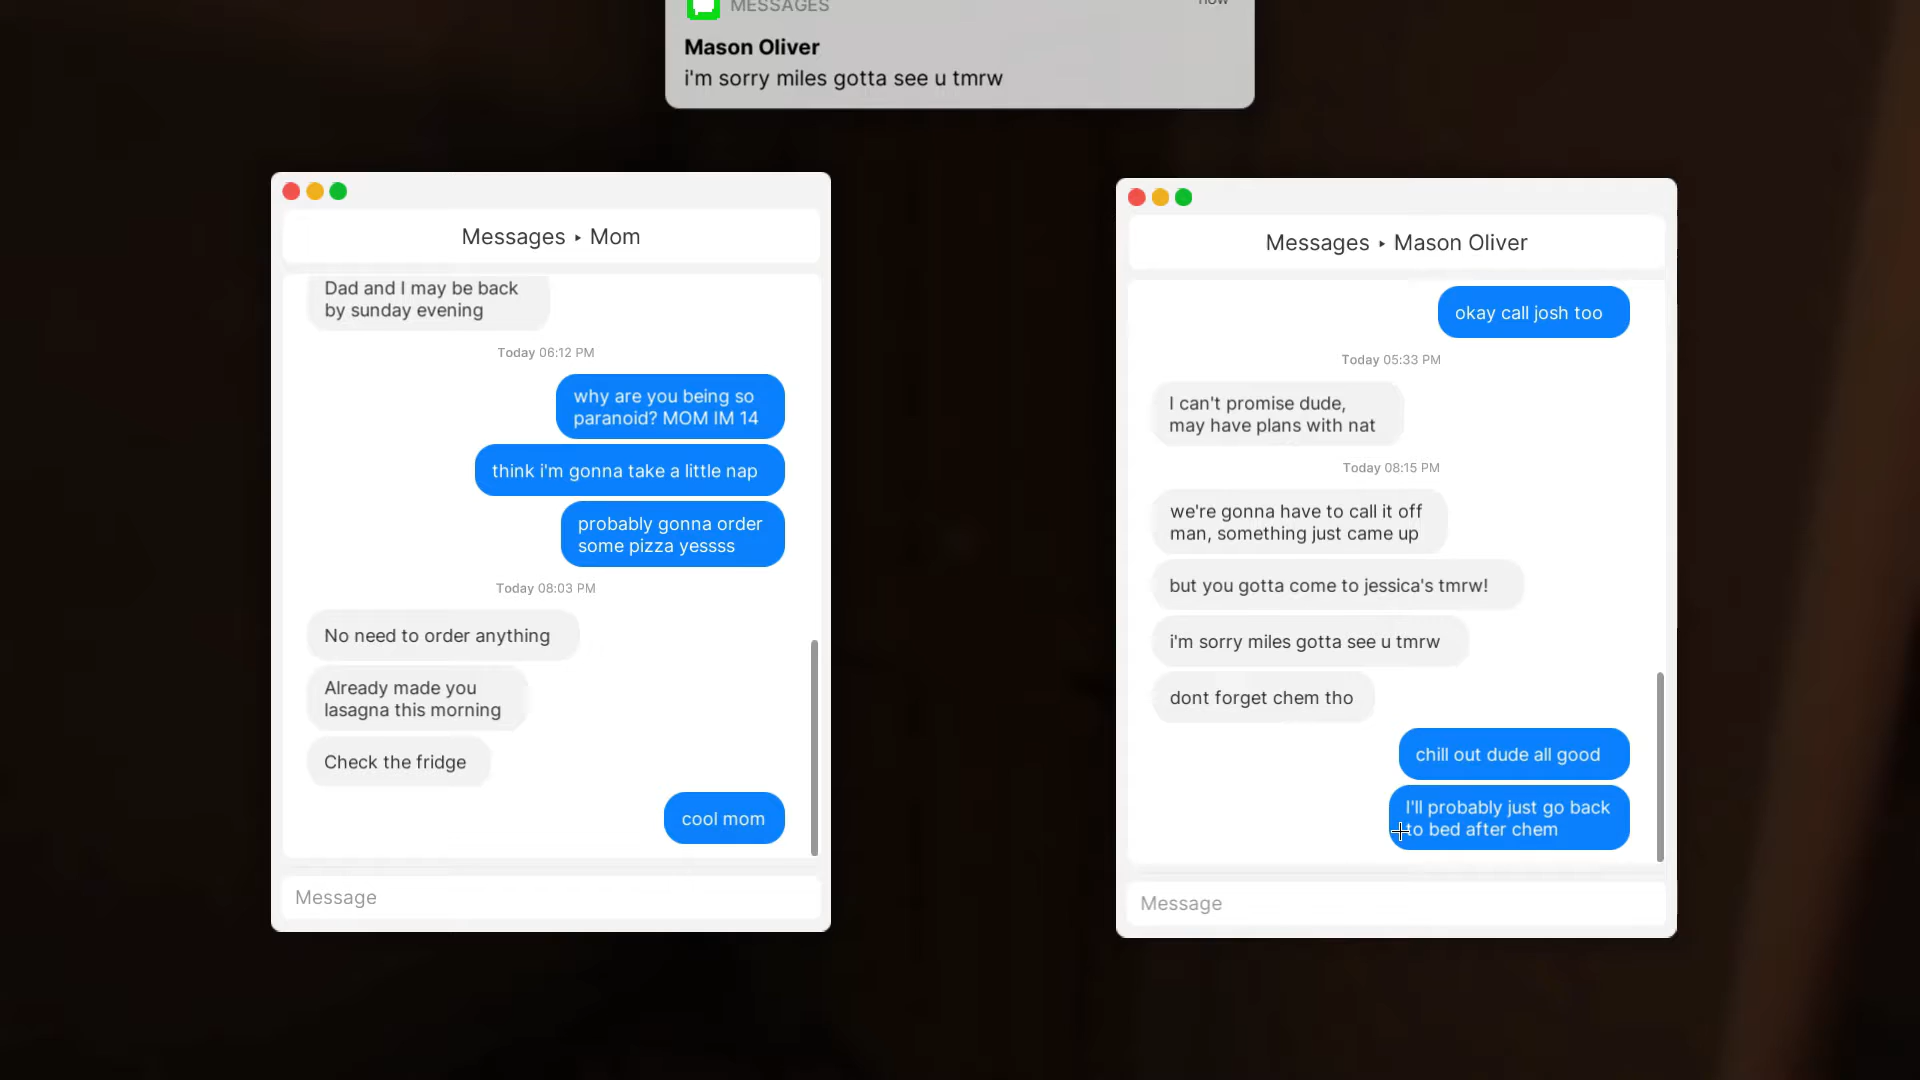 MESSAGES
now
Mason Oliver
i'm sorry miles gotta see u tmrw
Messages ‣ Mom
Dad and I may be back
by sunday evening
Today 06:12 PM
why are you being so
paranoid? MOM IM 14
think i'm gonna take a little nap
probably gonna order
some pizza yessss
Today 08:03 PM
No need to order anything
Already made you
lasagna this morning
Check the fridge
cool mom
Message
Messages ‣ Mason Oliver
okay call josh too
Today 05:33 PM
I can't promise dude,
may have plans with nat
Today 08:15 PM
we're gonna have to call it off
man, something just came up
but you gotta come to jessica's tmrw!
i'm sorry miles gotta see u tmrw
dont forget chem tho
chill out dude all good
I'll probably just go back
to bed after chem
Message